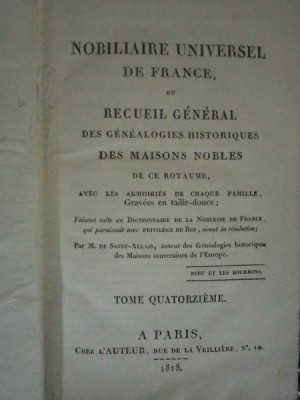 NOBILIAIRE UNIVERSEL
DE FRANCE,
OU
RECUEIL GÉNÉRAL
DES GÉNÉALOGIES HISTORIQUES
DES MAISONS NOBLES
DE CE ROYAUME,
AVEC LES ARMOIRIES DE CHAQUE FAMILLE,
Gravées en taille-douce;
Faisant suite au DICTIONNAIRE DE LA NOBLESSE DE FRANCE,
qui paraissait avec PRIVILÉGE DU ROI, avant la révolution;
Par M. DE SAINT-ALLAIS, auteur des Généalogies historiques
des Maisons souveraines de l'Europe.
DIEU ET LES BOURBONS.
TOME QUATORZIÈME.
A PARIS,
CHEZ L'AUTEUR, RUE DE LA VRILLIÈRE, N°. 10.
1818.